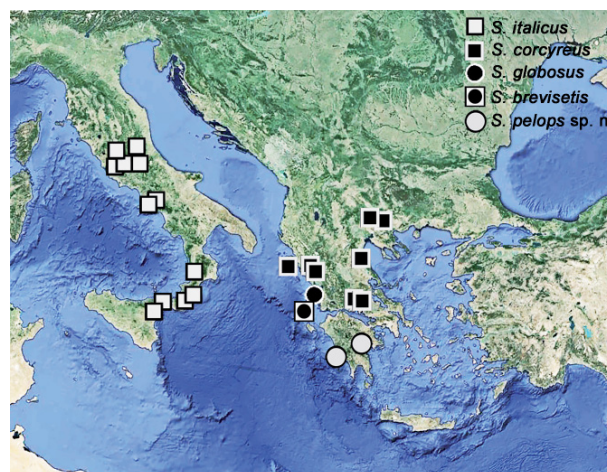 S. italicus
S. corcyreus
S. globosus
S. brevisetis
S. pelops sp. n